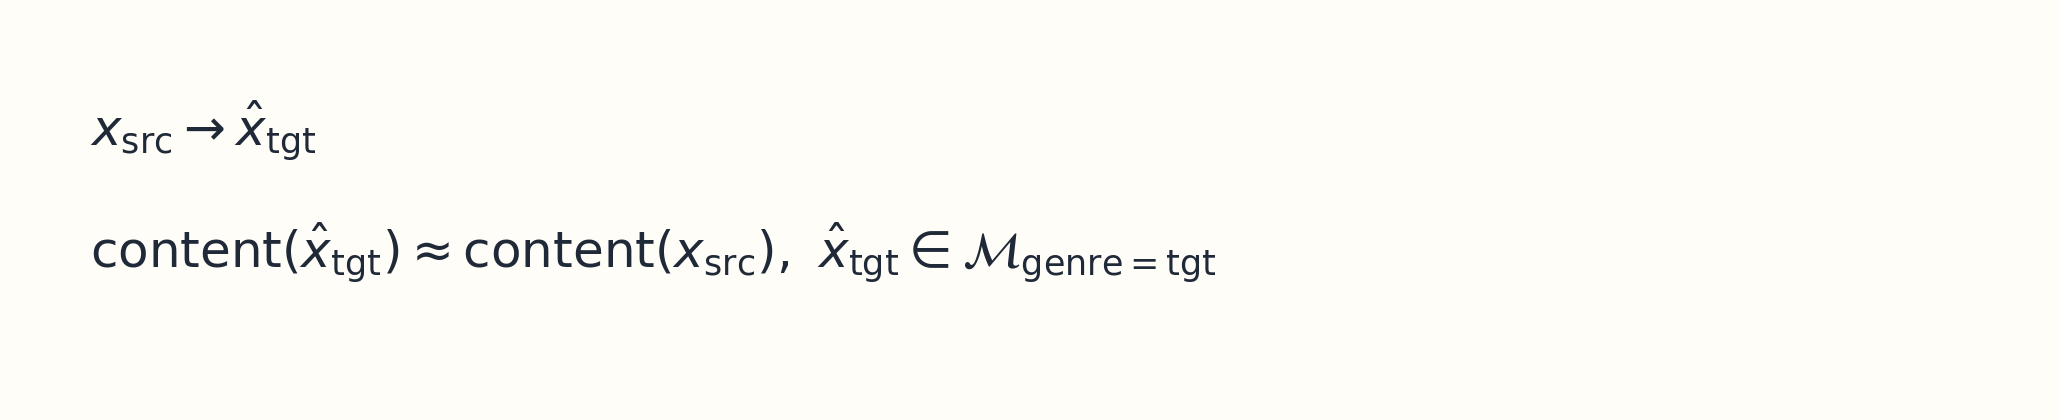 x_src → x̂_tgt
content(x̂_tgt) ≈ content(x_src), x̂_tgt ∈ ℳ_genre = tgt